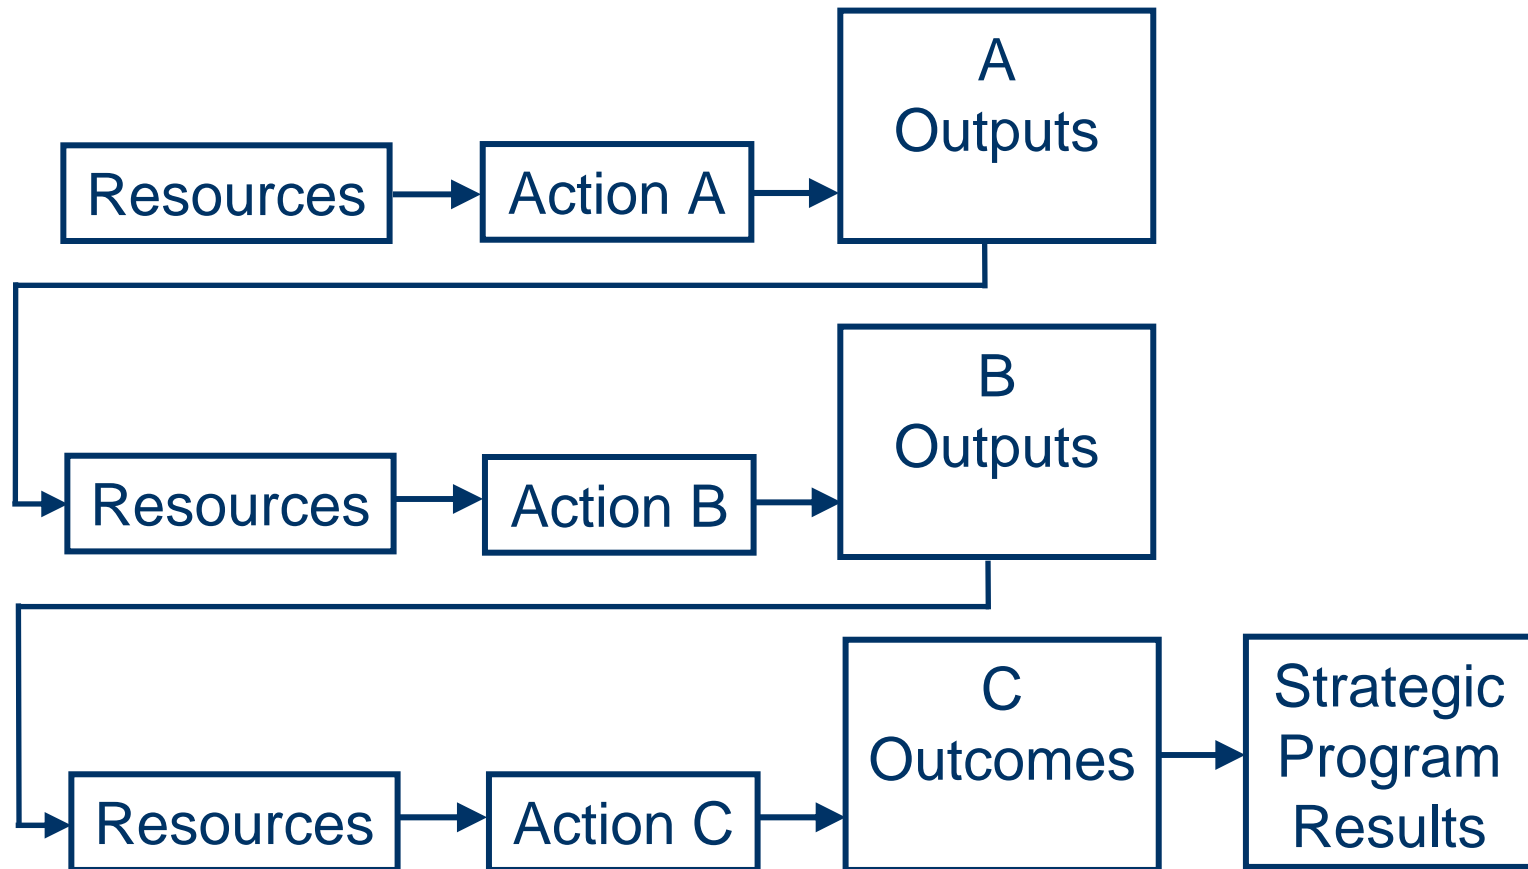 Resources
Action A
A
Outputs
Resources
Action B
B
Outputs
Resources
Action C
C
Outcomes
Strategic
Program
Results